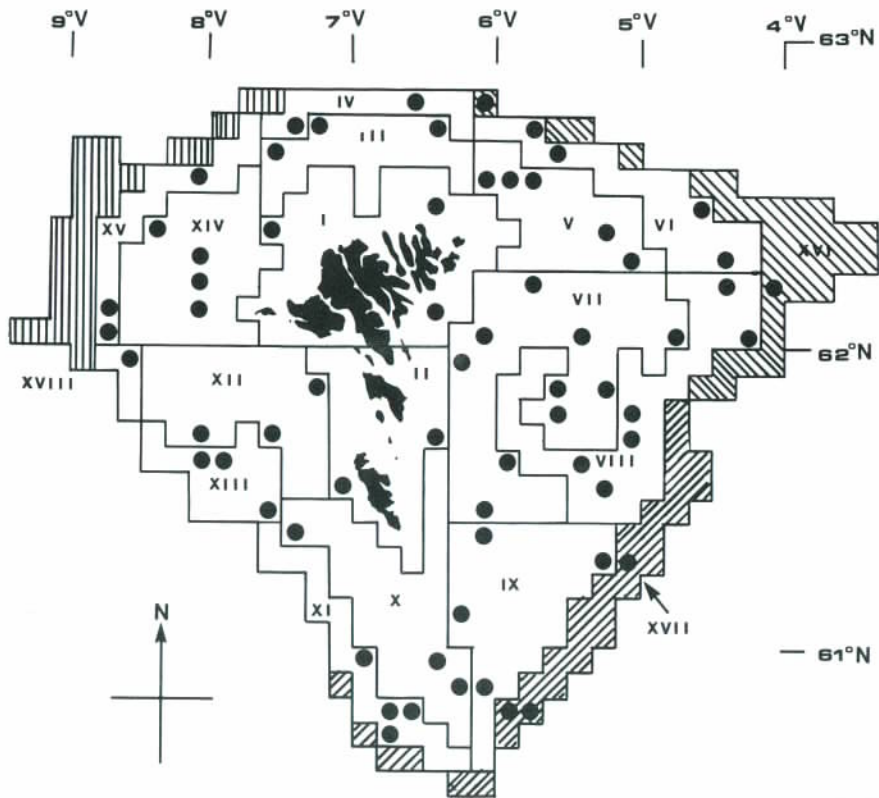 9°V 8°V 7°V 6°V 5°V 4°V
63°N
IV
III
XV XIV I V VI XVI
VII
62°N
XVIII XII II
VIII
XIII
IX
XI X
XVII
N
61°N